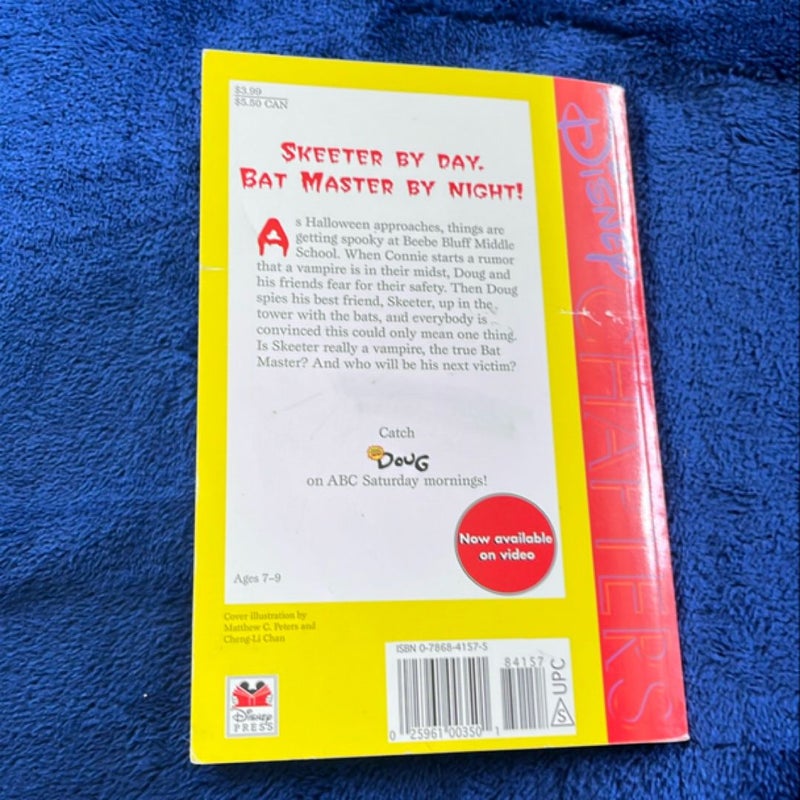 $3.99
$5.50 CAN
SKEETER BY DAY.
BAT MASTER BY NIGHT!
As Halloween approaches, things are
getting spooky at Beebe Bluff Middle
School. When Connie starts a rumor
that a vampire is in their midst, Doug and
his friends fear for their safety. Then Doug
spies his best friend, Skeeter, up in the
tower with the bats, and everybody is
convinced this could only mean one thing.
Is Skeeter really a vampire, the true Bat
Master? And who will be his next victim?
Catch
DOUG
on ABC Saturday mornings!
Now available
on video
Ages 7–9
Cover illustration by
Matthew C. Peters and
Cheng-Li Chan
DISNEY
PRESS
ISBN 0-7868-4157-5
84157
0 25961 00350 1
S UPC
DISNEY CHAPTERS